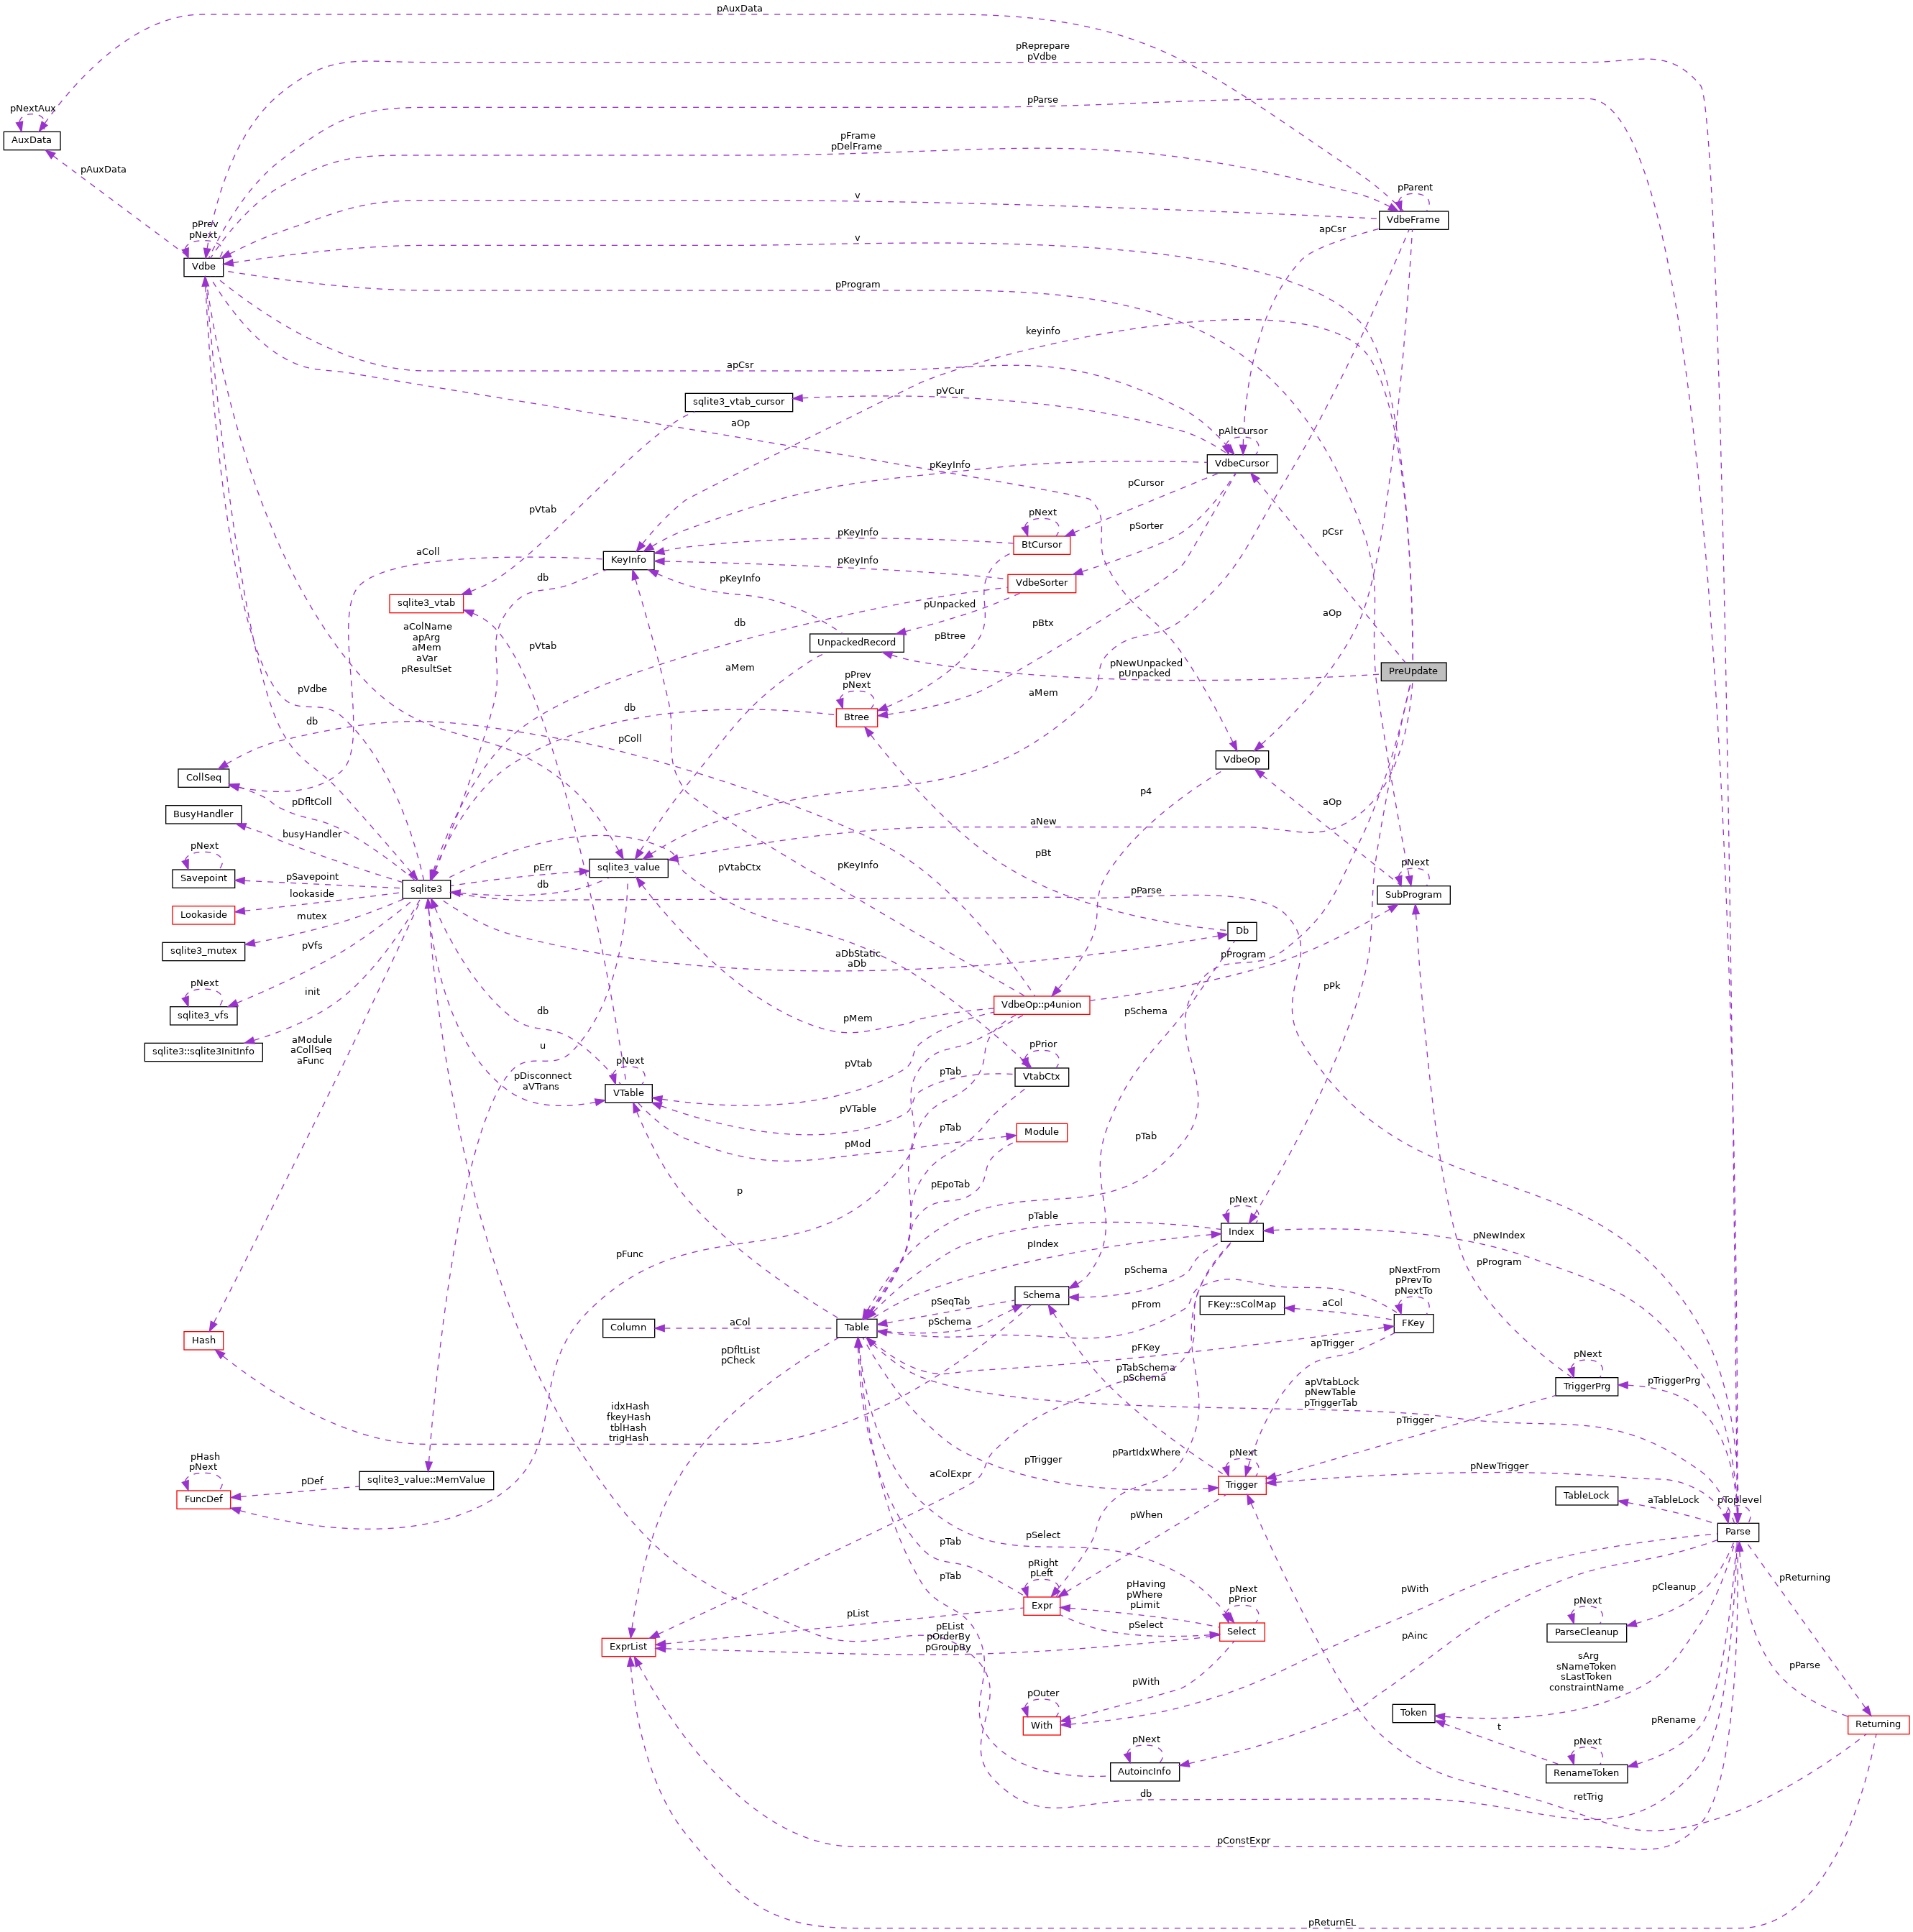 pAuxData
pReprepare
pVdbe
pParse
pNextAux
AuxData
pFrame
pDelFrame
pAuxData
pParent
VdbeFrame
v
pPrev
pNext
apCsr
v
Vdbe
pProgram
keyinfo
apCsr
pVCur
sqlite3_vtab_cursor
aOp
pAltCursor
VdbeCursor
pKeyInfo
pCursor
pVtab
pNext
pSorter
pCsr
pKeyInfo
BtCursor
aColl
KeyInfo
pKeyInfo
db
pKeyInfo
VdbeSorter
sqlite3_vtab
pUnpacked
aOp
aColName
apArg
aMem
aVar
pResultSet
db
pBtx
pBtree
UnpackedRecord
pVtab
aMem
pNewUnpacked
pUnpacked
PreUpdate
pPrev
pNext
pVdbe
aMem
db
Btree
db
pColl
VdbeOp
CollSeq
p4
pDfltColl
aOp
BusyHandler
aNew
busyHandler
pNext
pErr
sqlite3_value
pVtabCtx
pKeyInfo
pBt
pNext
Savepoint
pSavepoint
sqlite3
db
pParse
SubProgram
lookaside
Lookaside
mutex
Db
sqlite3_mutex
pVfs
aDbStatic
aDb
pProgram
pNext
init
pPk
sqlite3_vfs
VdbeOp::p4union
db
pMem
pSchema
aModule
aCollSeq
aFunc
u
pPrior
sqlite3::sqlite3InitInfo
pNext
pVtab
pDisconnect
aVTrans
pTab
VtabCtx
VTable
pVTable
pTab
Module
pMod
pTab
pEpoTab
p
pNext
pTable
Index
pNewIndex
pFunc
pIndex
pSchema
pProgram
pNextFrom
pPrevTo
pNextTo
Schema
pSeqTab
pFrom
FKey::sColMap
aCol
pSchema
FKey
Column
aCol
Table
Hash
pDfltList
pCheck
pFKey
apTrigger
pNext
pTabSchema
pSchema
apVtabLock
pNewTable
pTriggerTab
TriggerPrg
pTriggerPrg
idxHash
fkeyHash
tblHash
trigHash
pTrigger
pNext
pPartIdxWhere
pHash
pNext
pTrigger
pNewTrigger
aColExpr
pDef
sqlite3_value::MemValue
Trigger
FuncDef
TableLock
aTableLock
pToplevel
pWhen
Parse
pSelect
pTab
pRight
pLeft
pTab
pHaving
pWhere
pLimit
pNext
pPrior
pWith
pCleanup
pReturning
Expr
pNext
pList
pSelect
Select
ParseCleanup
pEList
pOrderBy
pGroupBy
ExprList
pAinc
sArg
sNameToken
sLastToken
constraintName
pParse
pWith
pOuter
Token
pRename
With
t
Returning
pNext
pNext
AutoincInfo
RenameToken
db
retTrig
pConstExpr
pReturnEL